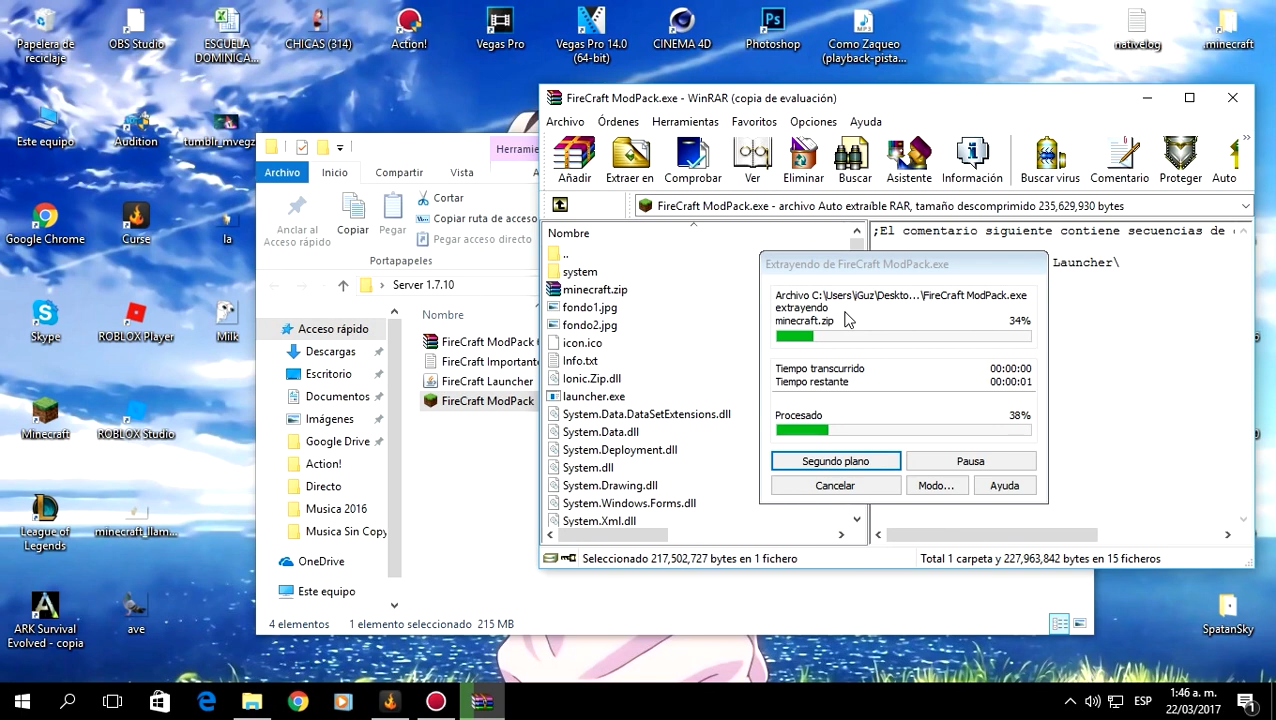 Papelera de
reciclaje
OBS Studio
ESCUELA
DOMINICA...
CHICAS (314)
Action!
Vegas Pro
Vegas Pro 14.0
(64-bit)
CINEMA 4D
Photshop
Como Zaqueo
(playback-pista...
nativelog
.minecraft
Este equipo
Audition
tumblr_mvegz
Google Chrome
Curse
la
Skype
ROBLOX Player
Milk
Minecraft
ROBLOX Studio
League of
Legends
minecraft_llam...
ARK Survival
Evolved - copia
ave
SpatanSky
Herramie
Archivo
Inicio
Compartir
Vista
Anclar al
Acceso rápido
Copiar
Pegar
Cortar
Copiar ruta de acceso
Pegar acceso directo
Portapapeles
Server 1.7.10
Nombre
Acceso rápido
Descargas
Escritorio
Documentos
Imágenes
Google Drive
Action!
Directo
Musica 2016
Musica Sin Copy
OneDrive
Este equipo
FireCraft ModPack
FireCraft Importante
FireCraft Launcher
FireCraft ModPack
4 elementos
1 elemento seleccionado 215 MB
FireCraft ModPack.exe - WinRAR (copia de evaluación)
Archivo
Órdenes
Herramientas
Favoritos
Opciones
Ayuda
Añadir
Extraer en
Comprobar
Ver
Eliminar
Buscar
Asistente
Información
Buscar virus
Comentario
Proteger
Auto
FireCraft ModPack.exe - archivo Auto extraíble RAR, tamaño descomprimido 235,629,930 bytes
Nombre
..
system
minecraft.zip
fondo1.jpg
fondo2.jpg
icon.ico
Info.txt
Ionic.Zip.dll
launcher.exe
System.Data.DataSetExtensions.dll
System.Data.dll
System.Deployment.dll
System.dll
System.Drawing.dll
System.Windows.Forms.dll
System.Xml.dll
;El comentario siguiente contiene secuencias de
Launcher\
Extrayendo de FireCraft ModPack.exe
Archivo C:\Users\iGuz\Deskto...\FireCraft ModPack.exe
extrayendo
minecraft.zip
34%
Tiempo transcurrido
00:00:00
Tiempo restante
00:00:01
Procesado
38%
Segundo plano
Pausa
Cancelar
Modo...
Ayuda
Seleccionado 217,502,727 bytes en 1 fichero
Total 1 carpeta y 227,963,842 bytes en 15 ficheros
ESP
1:46 a. m.
22/03/2017
1